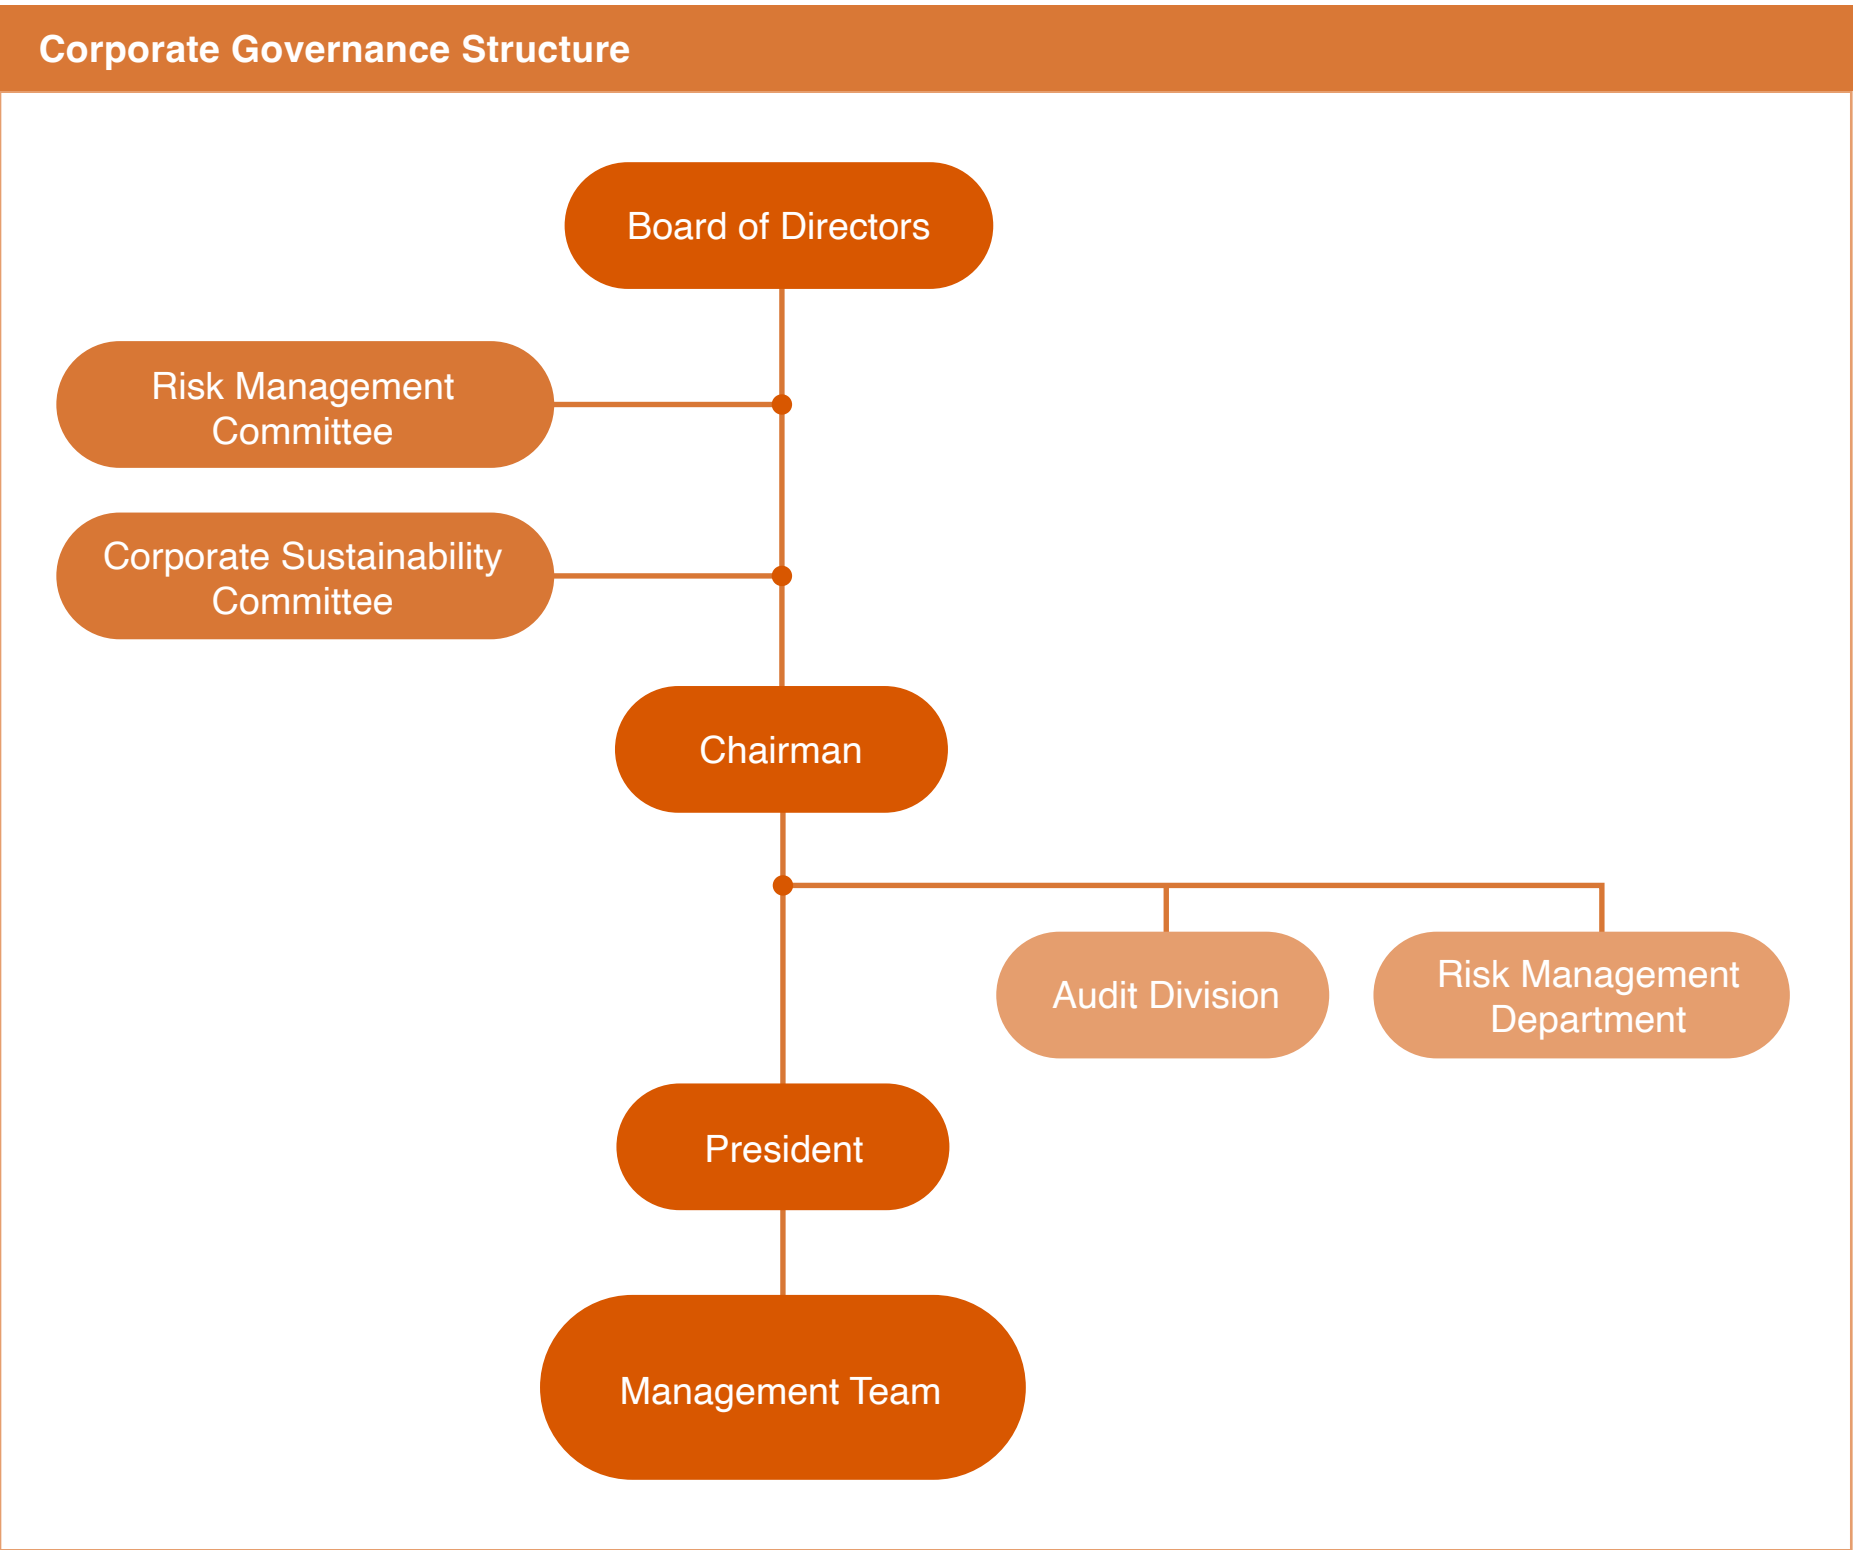 Corporate Governance Structure
Board of Directors
Risk Management
Committee
Corporate Sustainability
Committee
Chairman
Audit Division
Risk Management
Department
President
Management Team